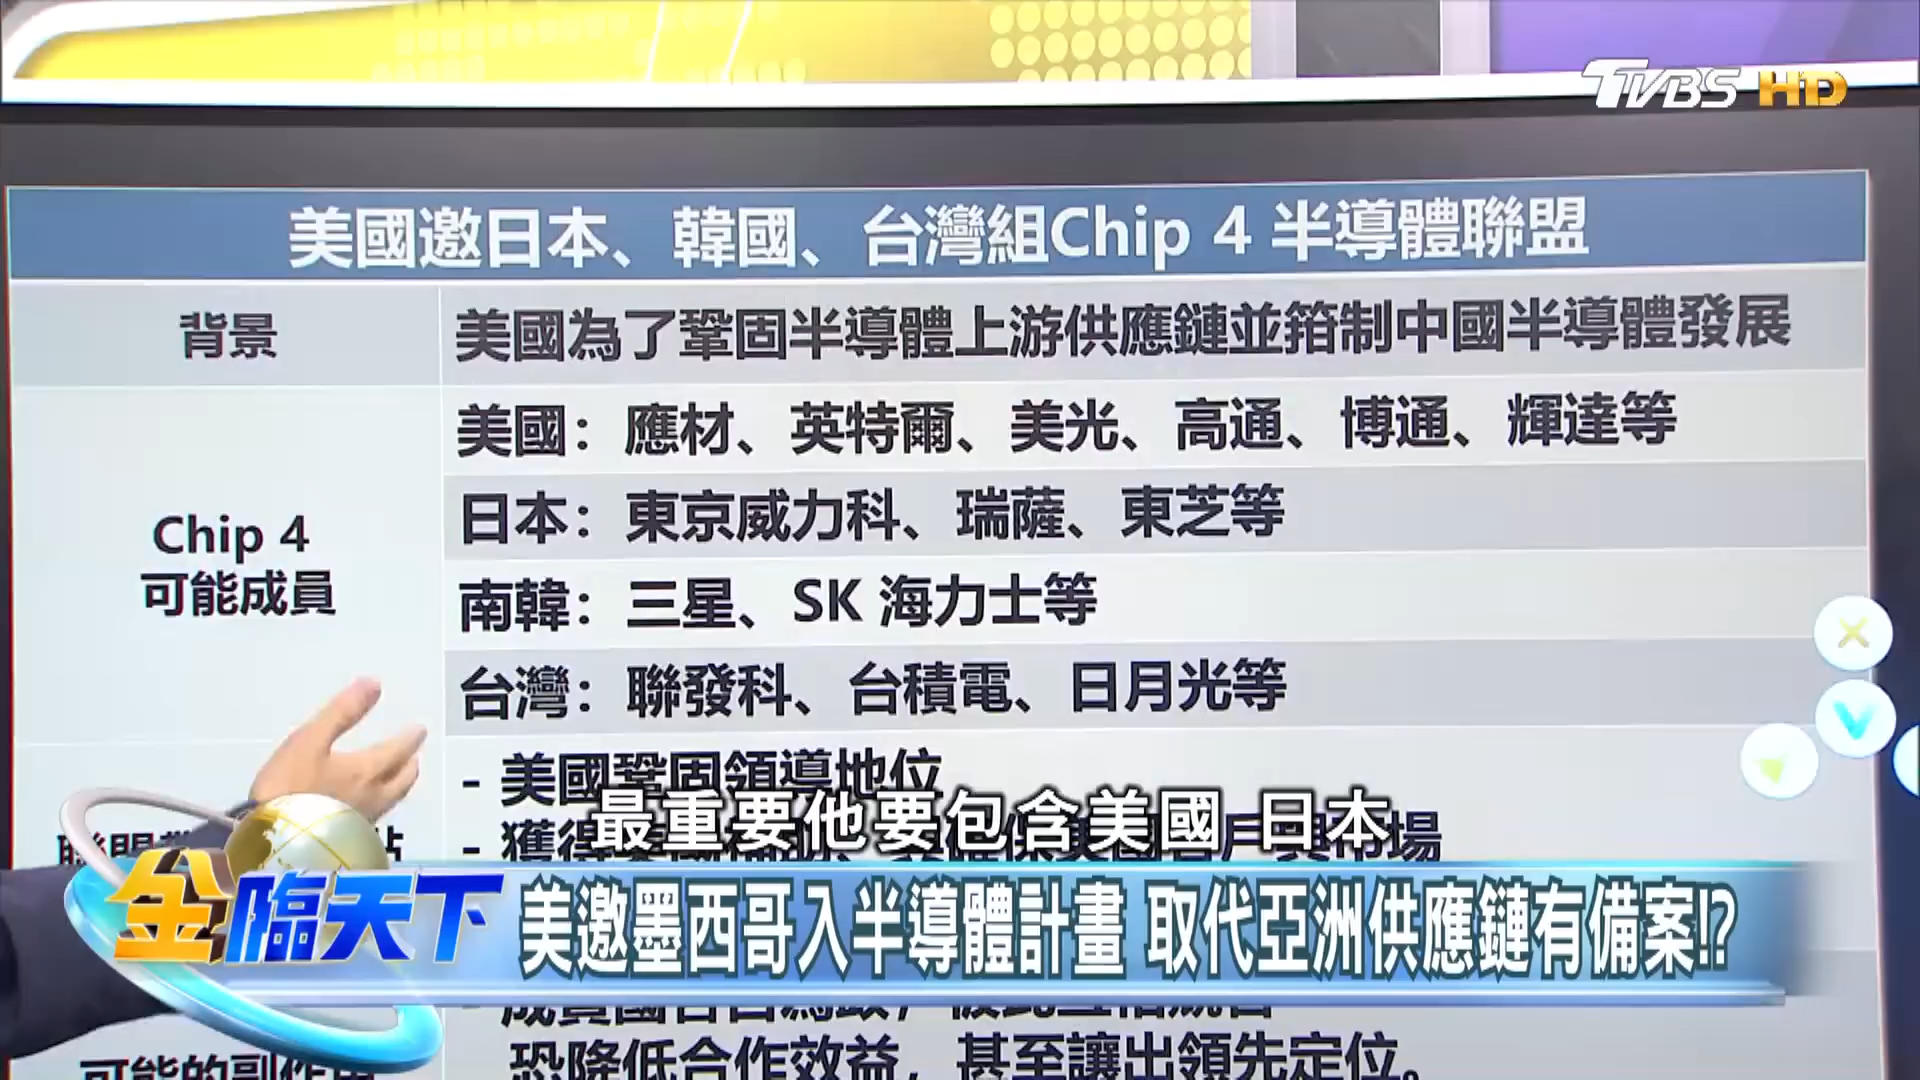 TVBS HD
美國邀日本、韓國、台灣組Chip 4 半導體聯盟
背景
美國為了鞏固半導體上游供應鏈並箝制中國半導體發展
Chip 4
可能成員
美國：應材、英特爾、美光、高通、博通、輝達等
日本：東京威力科、瑞薩、東芝等
南韓：三星、SK 海力士等
台灣：聯發科、台積電、日月光等
- 美國鞏固領導地位
最重要他要包含美國 日本
金臨天下
美邀墨西哥入半導體計畫 取代亞洲供應鏈有備案!?
可能的副作用
恐降低合作效益，甚至讓出領先定位。